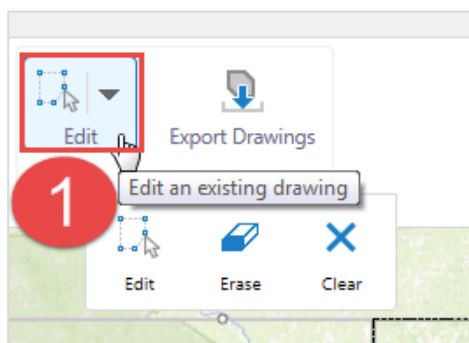 Edit Export Drawings
1
Edit an existing drawing
Edit Erase Clear